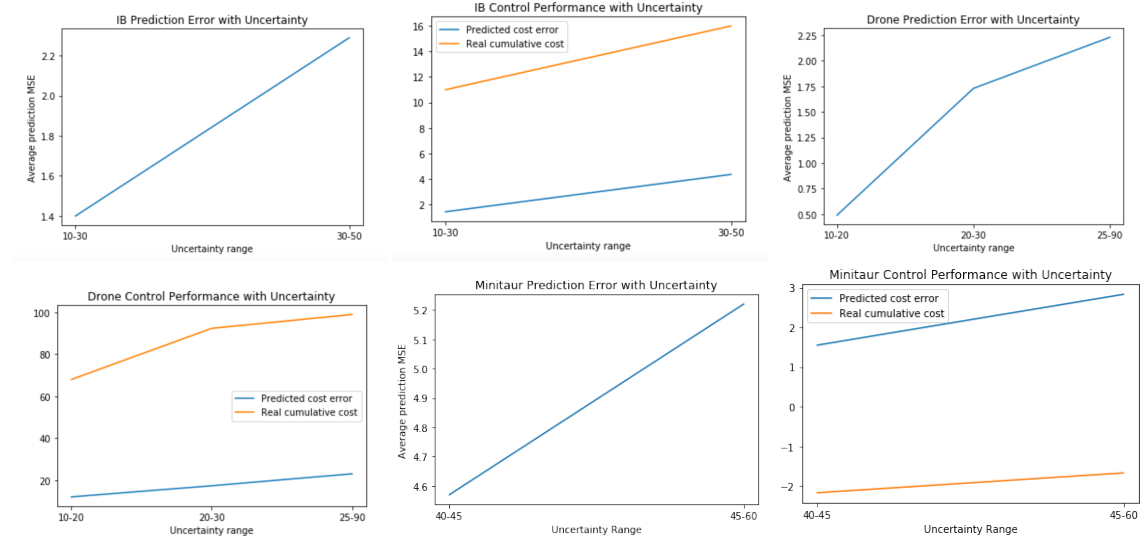 IB Prediction Error with Uncertainty
Average prediction MSE
2.2
2.0
1.8
1.6
1.4
10-30
30-50
Uncertainty range
IB Control Performance with Uncertainty
Predicted cost error
Real cumulative cost
16
14
12
10
8
6
4
2
10-30
30-50
Uncertainty range
Drone Prediction Error with Uncertainty
Average prediction MSE
2.25
2.00
1.75
1.50
1.25
1.00
0.75
0.50
10-20
20-30
25-90
Uncertainty range
Drone Control Performance with Uncertainty
100
80
60
40
20
Predicted cost error
Real cumulative cost
10-20
20-30
25-90
Uncertainty range
Minitaur Prediction Error with Uncertainty
Average prediction MSE
5.2
5.1
5.0
4.9
4.8
4.7
4.6
40-45
45-60
Uncertainty Range
Minitaur Control Performance with Uncertainty
Predicted cost error
Real cumulative cost
3
2
1
0
−1
−2
40-45
45-60
Uncertainty Range